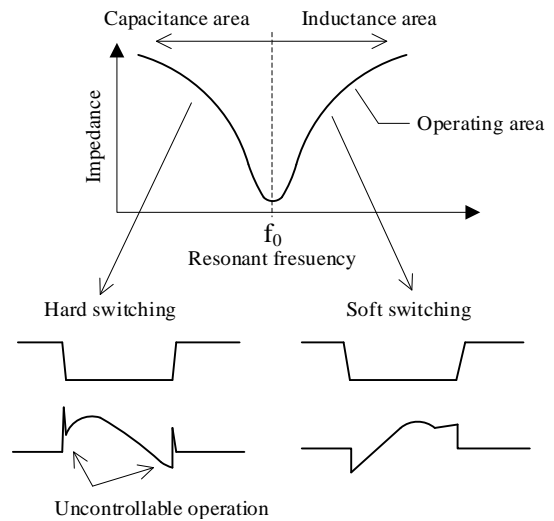 Capacitance area
Inductance area
Impedance
Operating area
f0
Resonant fresuency
Hard switching
Soft switching
Uncontrollable operation